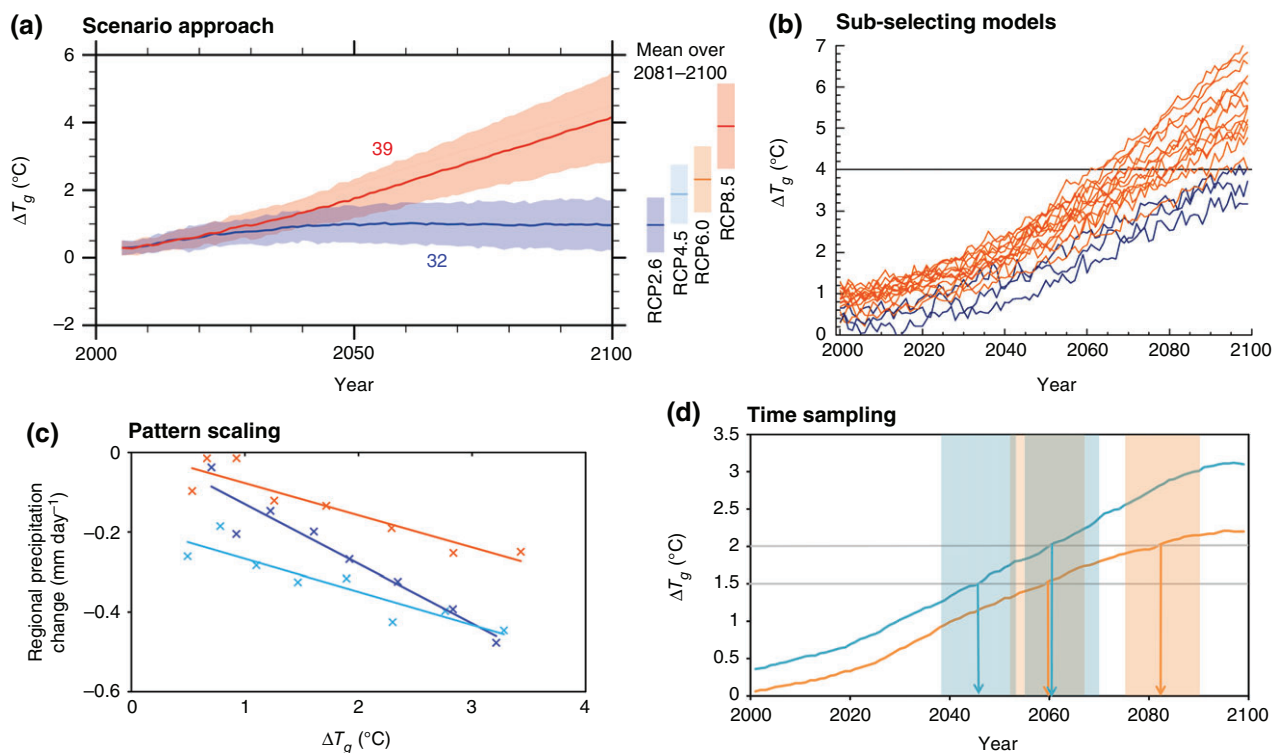 (a) Scenario approach
6
4
2
0
–2
ΔTg (°C)
39
32
2000
2050
2100
Year
Mean over
2081–2100
RCP2.6
RCP4.5
RCP6.0
RCP8.5
(b) Sub-selecting models
7
6
5
4
3
2
1
0
ΔTg (°C)
2000
2020
2040
2060
2080
2100
Year
(c) Pattern scaling
0
–0.2
–0.4
–0.6
Regional precipitation
change (mm day–1)
0
1
2
3
4
ΔTg (°C)
(d) Time sampling
3.5
3
2.5
2
1.5
1
0.5
0
ΔTg (°C)
2000
2020
2040
2060
2080
2100
Year